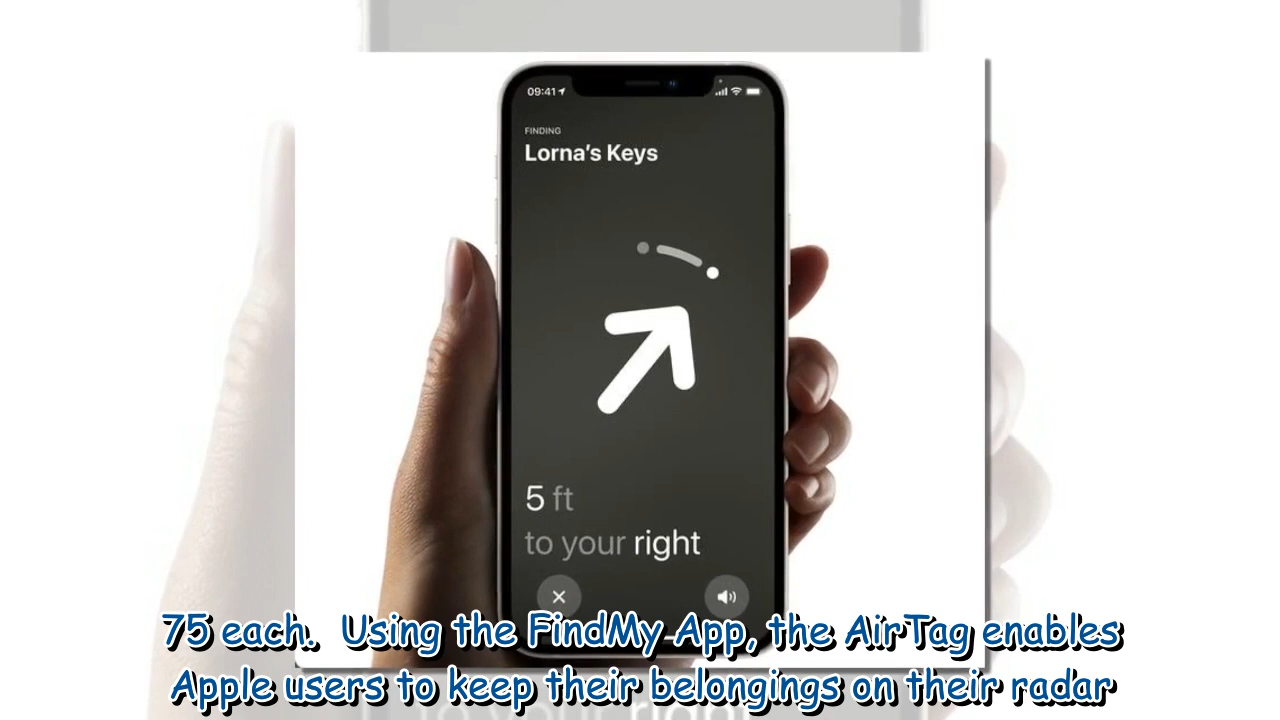 09:41
FINDING
Lorna's Keys
5 ft
to your right
75 each. Using the FindMy App, the AirTag enables
Apple users to keep their belongings on their radar